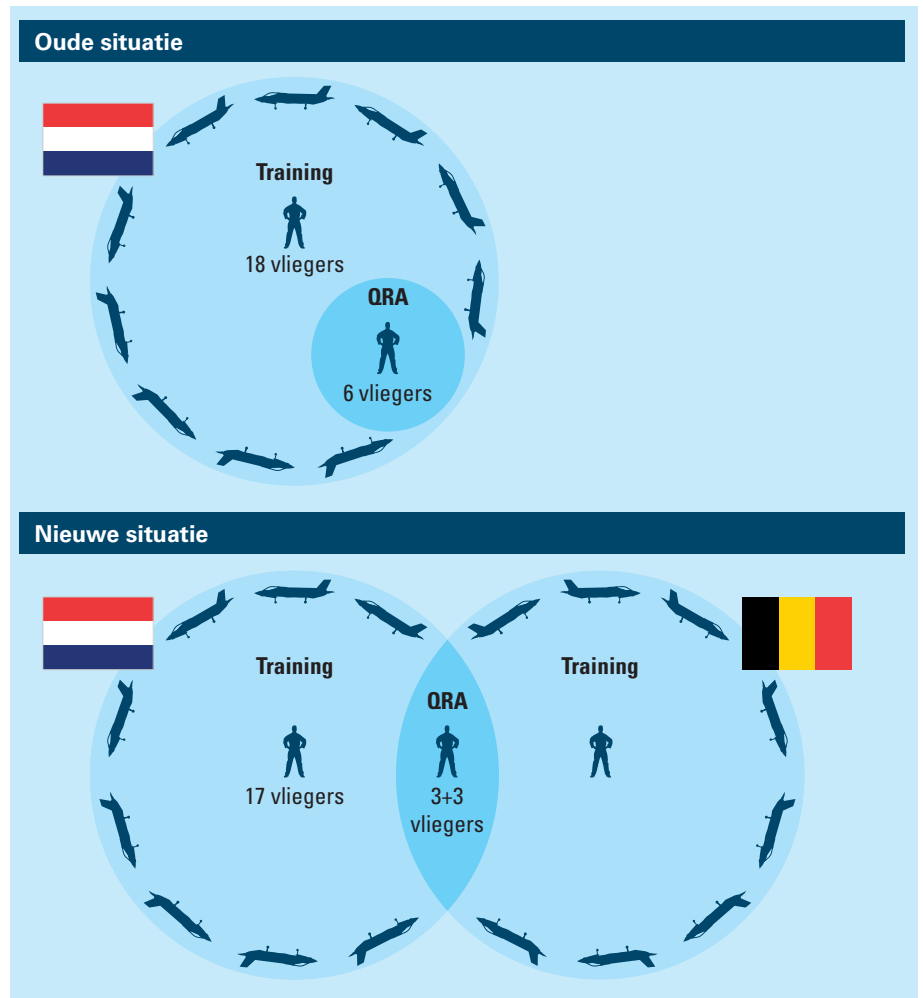 Oude situatie
Training
18 vliegers
QRA
6 vliegers
Nieuwe situatie
Training
17 vliegers
QRA
3+3
vliegers
Training